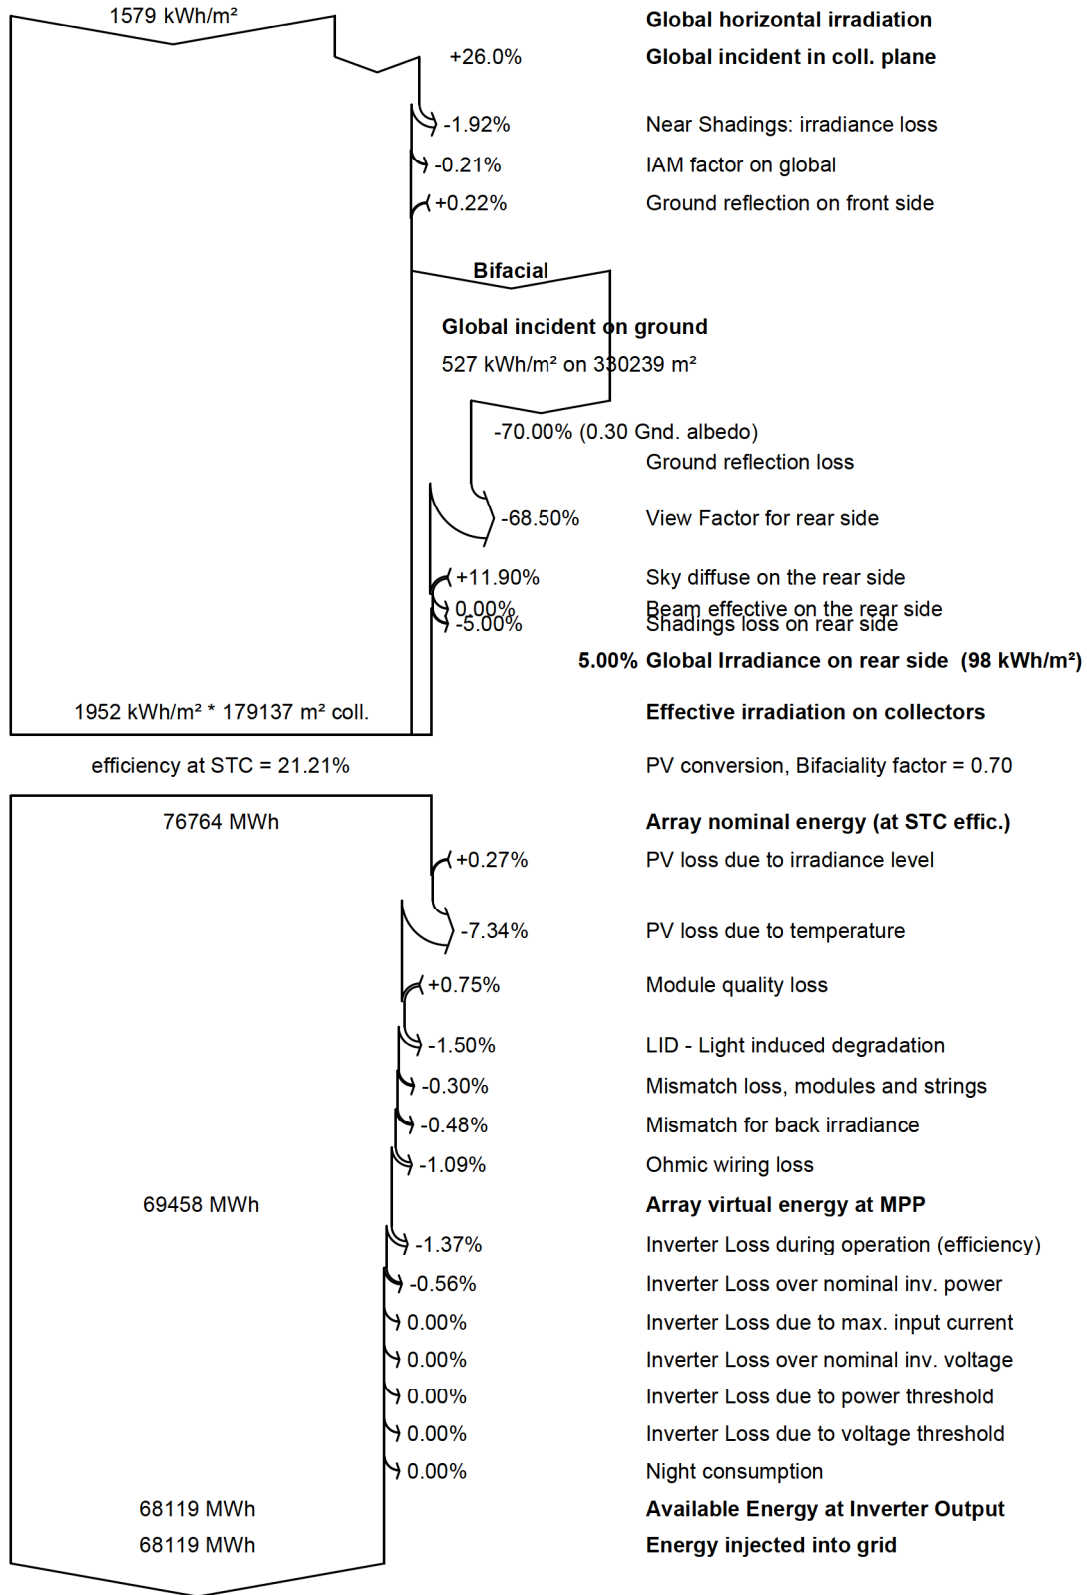 1579 kWh/m² Global horizontal irradiation
+26.0% Global incident in coll. plane
-1.92% Near Shadings: irradiance loss
-0.21% IAM factor on global
+0.22% Ground reflection on front side
Bifacial
Global incident on ground
527 kWh/m² on 330239 m²
-70.00% (0.30 Gnd. albedo)
Ground reflection loss
-68.50% View Factor for rear side
+11.90% Sky diffuse on the rear side
0.00% Beam effective on the rear side
-5.00% Shadings loss on rear side
5.00% Global Irradiance on rear side (98 kWh/m²)
1952 kWh/m² * 179137 m² coll. Effective irradiation on collectors
efficiency at STC = 21.21% PV conversion, Bifaciality factor = 0.70
76764 MWh Array nominal energy (at STC effic.)
+0.27% PV loss due to irradiance level
-7.34% PV loss due to temperature
+0.75% Module quality loss
-1.50% LID - Light induced degradation
-0.30% Mismatch loss, modules and strings
-0.48% Mismatch for back irradiance
-1.09% Ohmic wiring loss
69458 MWh Array virtual energy at MPP
-1.37% Inverter Loss during operation (efficiency)
-0.56% Inverter Loss over nominal inv. power
0.00% Inverter Loss due to max. input current
0.00% Inverter Loss over nominal inv. voltage
0.00% Inverter Loss due to power threshold
0.00% Inverter Loss due to voltage threshold
0.00% Night consumption
68119 MWh Available Energy at Inverter Output
68119 MWh Energy injected into grid